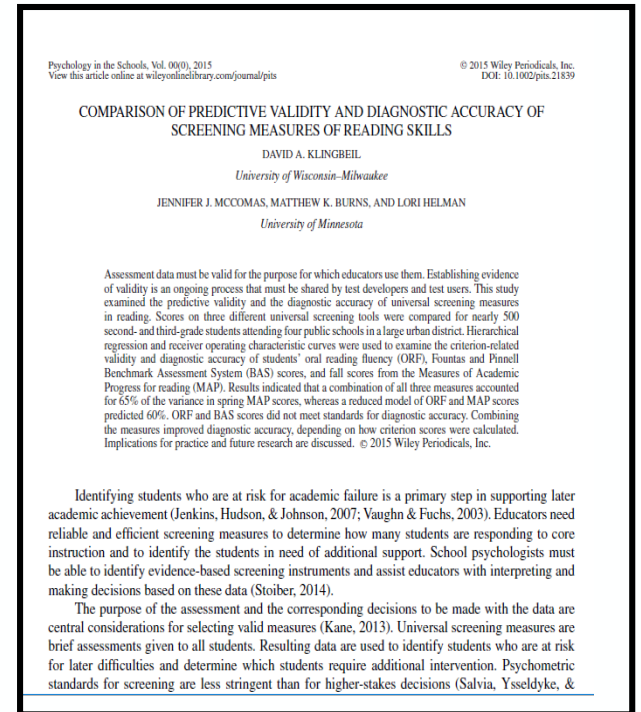 Psychology in the Schools, Vol. 00(0), 2015
© 2015 Wiley Periodicals, Inc.
View this article online at wileyonlinelibrary.com/journal/pits
DOI: 10.1002/pits.21839
COMPARISON OF PREDICTIVE VALIDITY AND DIAGNOSTIC ACCURACY OF
SCREENING MEASURES OF READING SKILLS
DAVID A. KLINGBEIL
University of Wisconsin–Milwaukee
JENNIFER J. MCCOMAS, MATTHEW K. BURNS, AND LORI HELMAN
University of Minnesota
Assessment data must be valid for the purpose for which educators use them. Establishing evidence
of validity is an ongoing process that must be shared by test developers and test users. This study
examined the predictive validity and the diagnostic accuracy of universal screening measures
in reading. Scores on three different universal screening tools were compared for nearly 500
second- and third-grade students attending four public schools in a large urban district. Hierarchical
regression and receiver operating characteristic curves were used to examine the criterion-related
validity and diagnostic accuracy of students' oral reading fluency (ORF), Fountas and Pinnell
Benchmark Assessment System (BAS) scores, and fall scores from the Measures of Academic
Progress for reading (MAP). Results indicated that a combination of all three measures accounted
for 65% of the variance in spring MAP scores, whereas a reduced model of ORF and MAP scores
predicted 60%. ORF and BAS scores did not meet standards for diagnostic accuracy. Combining
the measures improved diagnostic accuracy, depending on how criterion scores were calculated.
Implications for practice and future research are discussed. © 2015 Wiley Periodicals, Inc.
Identifying students who are at risk for academic failure is a primary step in supporting later
academic achievement (Jenkins, Hudson, & Johnson, 2007; Vaughn & Fuchs, 2003). Educators need
reliable and efficient screening measures to determine how many students are responding to core
instruction and to identify the students in need of additional support. School psychologists must
be able to identify evidence-based screening instruments and assist educators with interpreting and
making decisions based on these data (Stoiber, 2014).
The purpose of the assessment and the corresponding decisions to be made with the data are
central considerations for selecting valid measures (Kane, 2013). Universal screening measures are
brief assessments given to all students. Resulting data are used to identify students who are at risk
for later difficulties and determine which students require additional intervention. Psychometric
standards for screening are less stringent than for higher-stakes decisions (Salvia, Ysseldyke, &